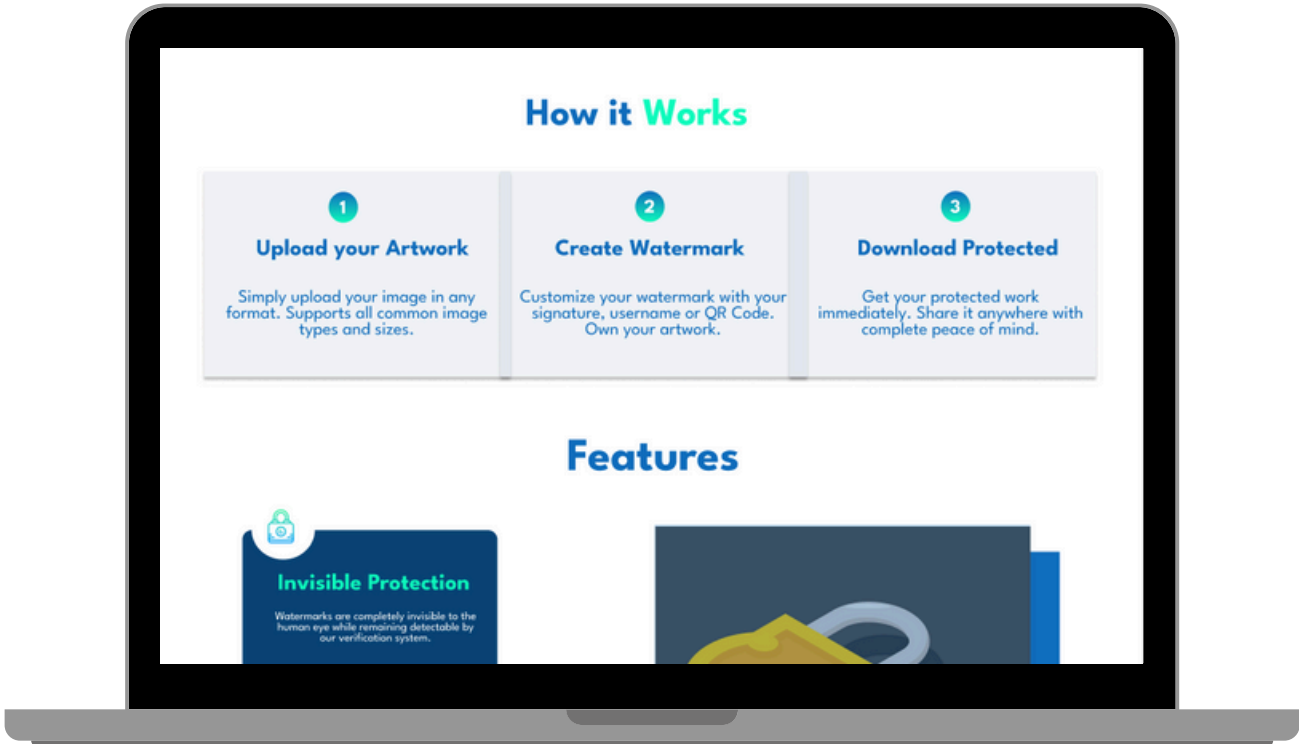 How it Works
1
2
3
Upload your Artwork
Create Watermark
Download Protected
Simply upload your image in any
format. Supports all common image
types and sizes.
Customize your watermark with your
signature, username or QR Code.
Own your artwork.
Get your protected work
immediately. Share it anywhere with
complete peace of mind.
Features
Invisible Protection
Watermarks are completely invisible to the
human eye while remaining detectable by
our verification system.